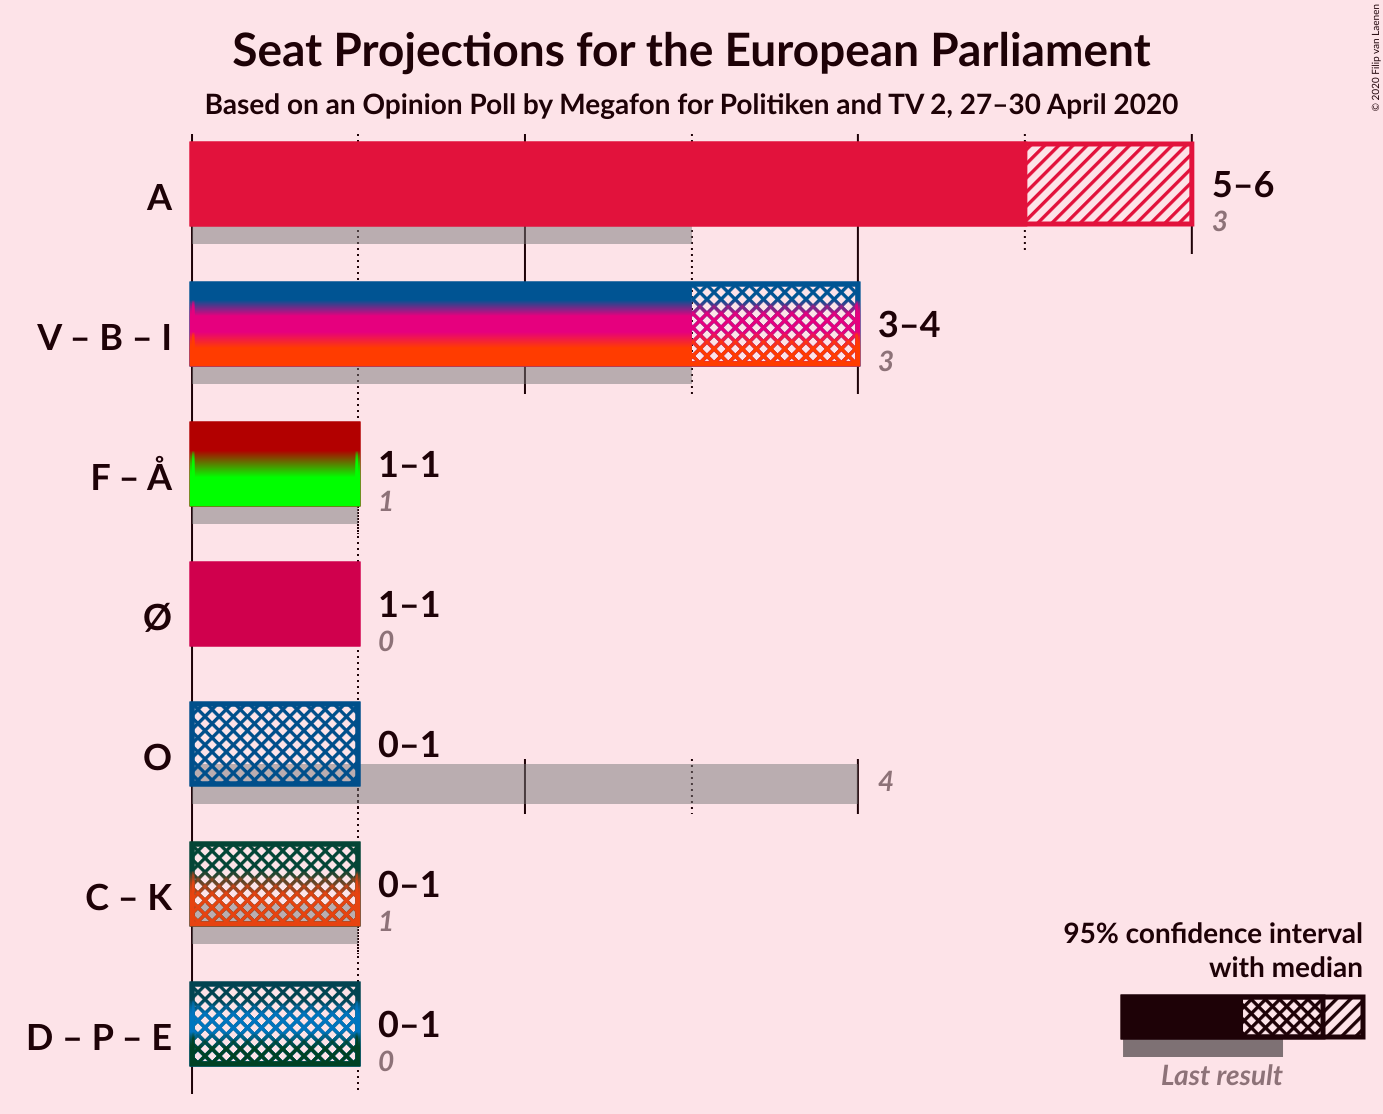 Seat Projections for the European Parliament
Based on an Opinion Poll by Megafon for Politiken and TV 2, 27–30 April 2020
© 2020 Filip van Laenen
A
5–6
3
V – B – I
3–4
3
F – Å
1–1
1
Ø
1–1
0
O
0–1
4
C – K
0–1
1
D – P – E
0–1
0
95% confidence interval
with median
Last result